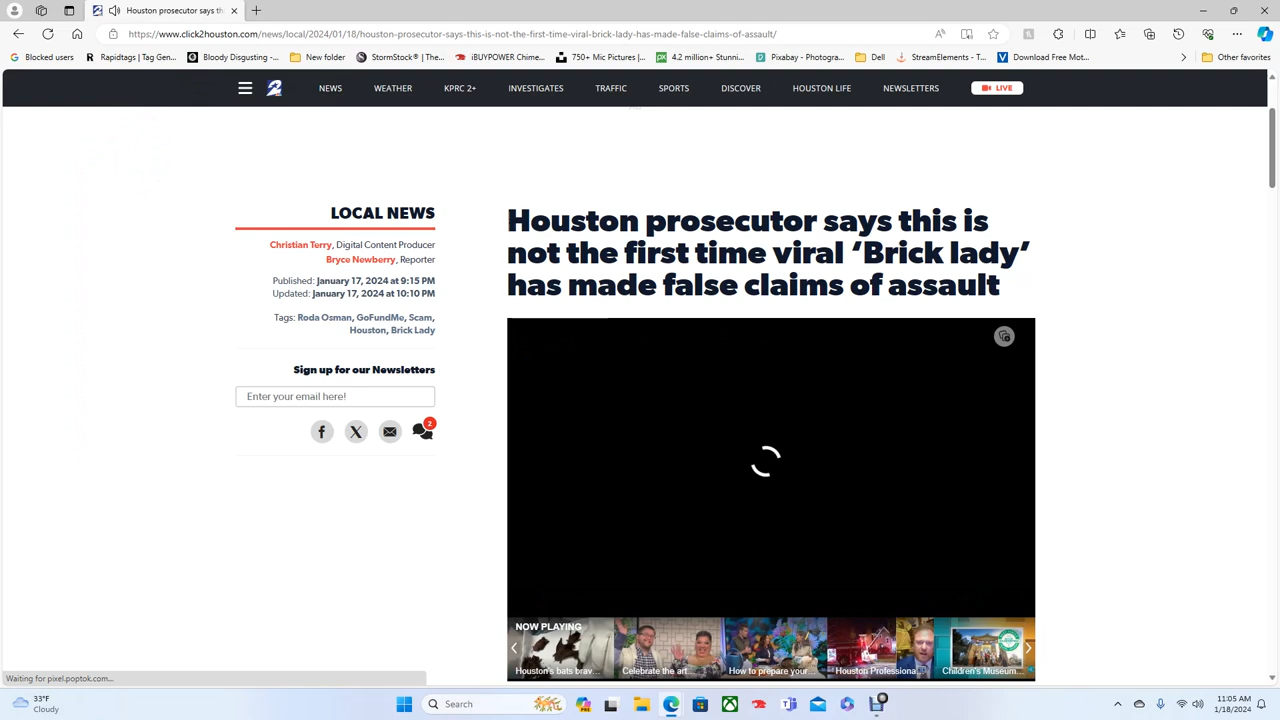 Houston prosecutor says th
https://www.click2houston.com/news/local/2024/01/18/houston-prosecutor-says-this-is-not-the-first-time-viral-brick-lady-has-made-false-claims-of-assault/
Blocked users
Rapidtags | Tag Gen...
Bloody Disgusting -...
New folder
StormStock® | The...
iBUYPOWER Chimer...
750+ Mic Pictures |...
4.2 million+ Stunni...
Pixabay - Photogra...
Dell
StreamElements - T...
Download Free Mot...
Other favorites
NEWS
WEATHER
KPRC 2+
INVESTIGATES
TRAFFIC
SPORTS
DISCOVER
HOUSTON LIFE
NEWSLETTERS
LIVE
LOCAL NEWS
Christian Terry, Digital Content Producer
Bryce Newberry, Reporter
Published: January 17, 2024 at 9:15 PM
Updated: January 17, 2024 at 10:10 PM
Tags: Roda Osman, GoFundMe, Scam,
Houston, Brick Lady
Sign up for our Newsletters
Enter your email here!
2
Houston prosecutor says this is
not the first time viral ‘Brick lady’
has made false claims of assault
NOW PLAYING
Houston's bats brav...
Celebrate the art...
How to prepare your...
Houston Professiona...
Children's Museum...
Waiting for pixel.poptok.com...
33°F
Cloudy
Search
11:05 AM
1/18/2024